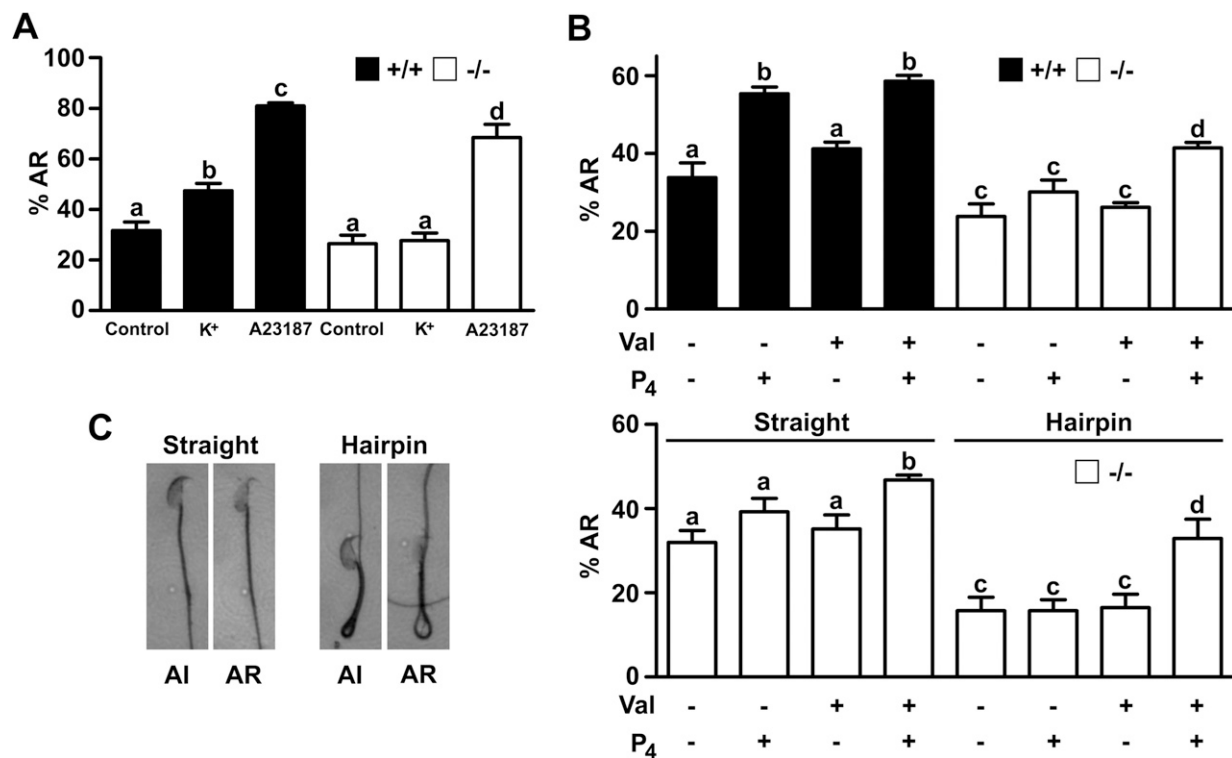 A
% AR
100
80
60
40
20
0
+/+ -/-
a b c a a d
Control K⁺ A23187 Control K⁺ A23187
B
% AR
60
40
20
0
+/+ -/-
a b a b c c c d
Val - - + + - - + +
P₄ - + - + - + - +
C
Straight Hairpin
AI AR AI AR
% AR
60
40
20
0
Straight Hairpin
-/-
a a a b c c c d
Val - - + + - - + +
P₄ - + - + - + - +